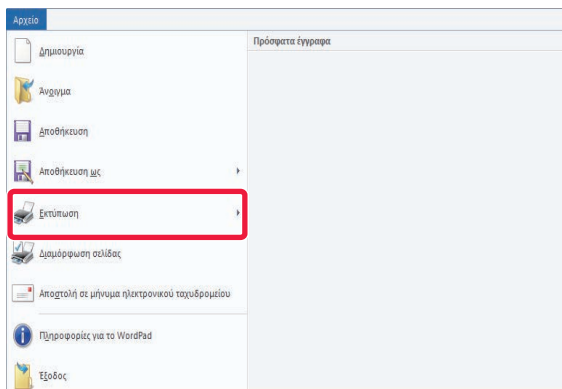 Αρχείο
Πρόσφατα έγγραφα
Δημιουργία
Άνοιγμα
Αποθήκευση
Αποθήκευση ως
Εκτύπωση
Διαμόρφωση σελίδας
Αποστολή σε μήνυμα ηλεκτρονικού ταχυδρομείου
Πληροφορίες για το WordPad
Έξοδος